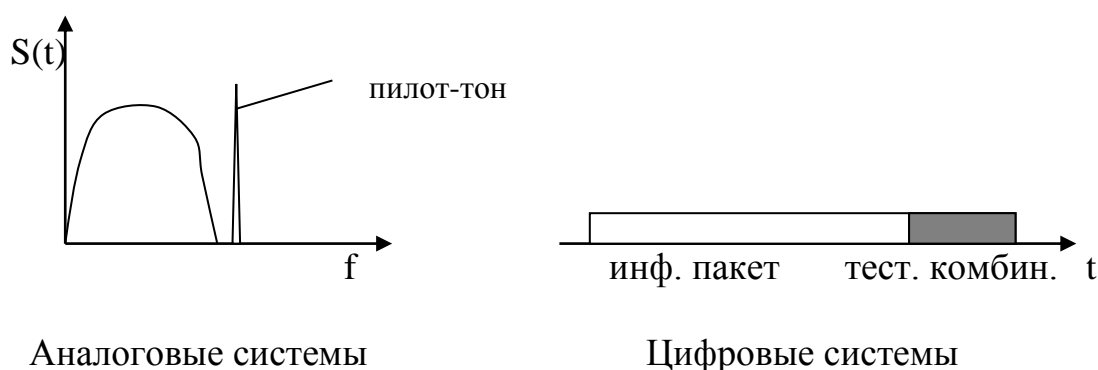 S(t)
пилот-тон
f
инф. пакет
тест. комбин.
t
Аналоговые системы
Цифровые системы